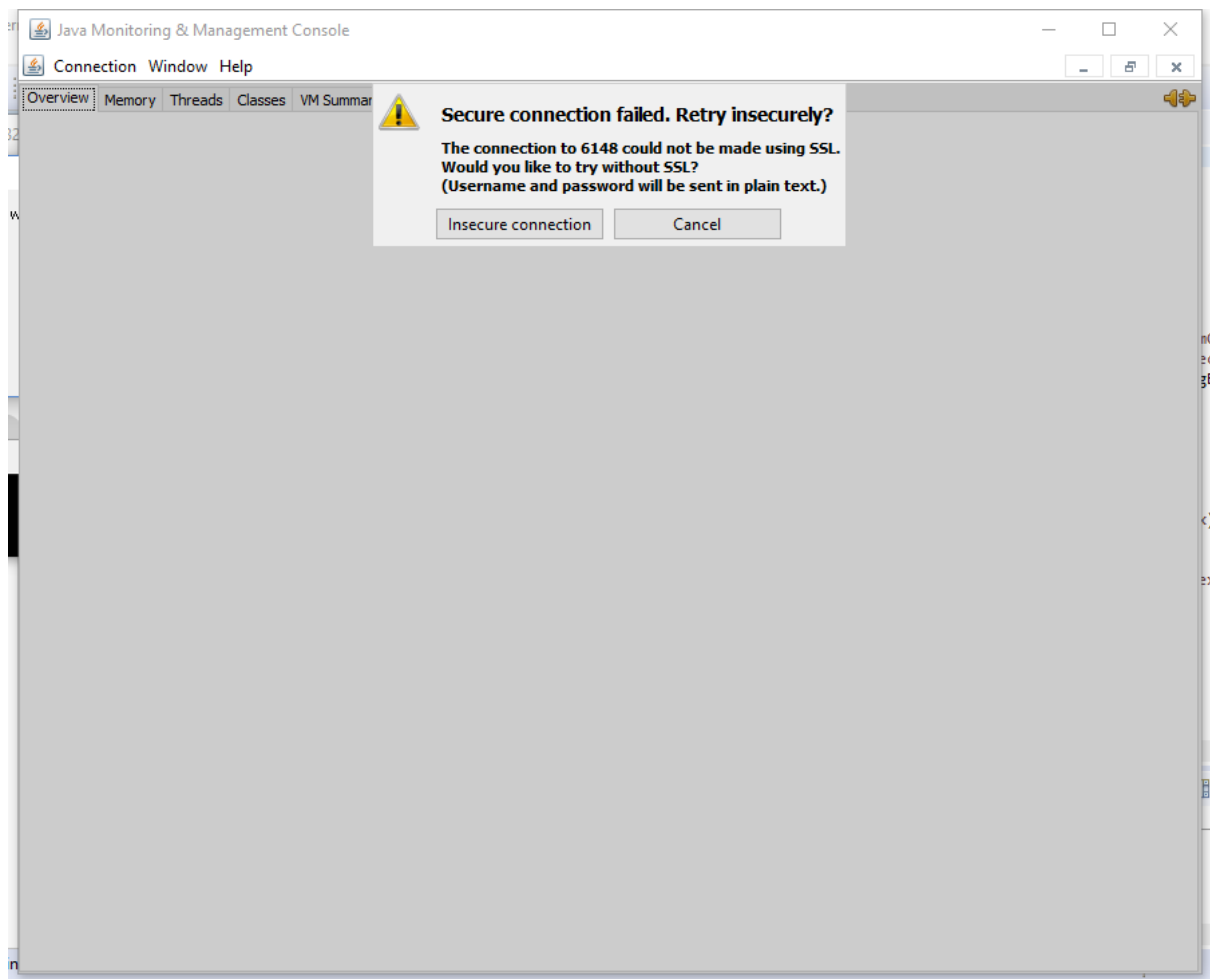 Java Monitoring & Management Console
Connection Window Help
Overview Memory Threads Classes VM Summar
Secure connection failed. Retry insecurely?
The connection to 6148 could not be made using SSL.
Would you like to try without SSL?
(Username and password will be sent in plain text.)
Insecure connection Cancel